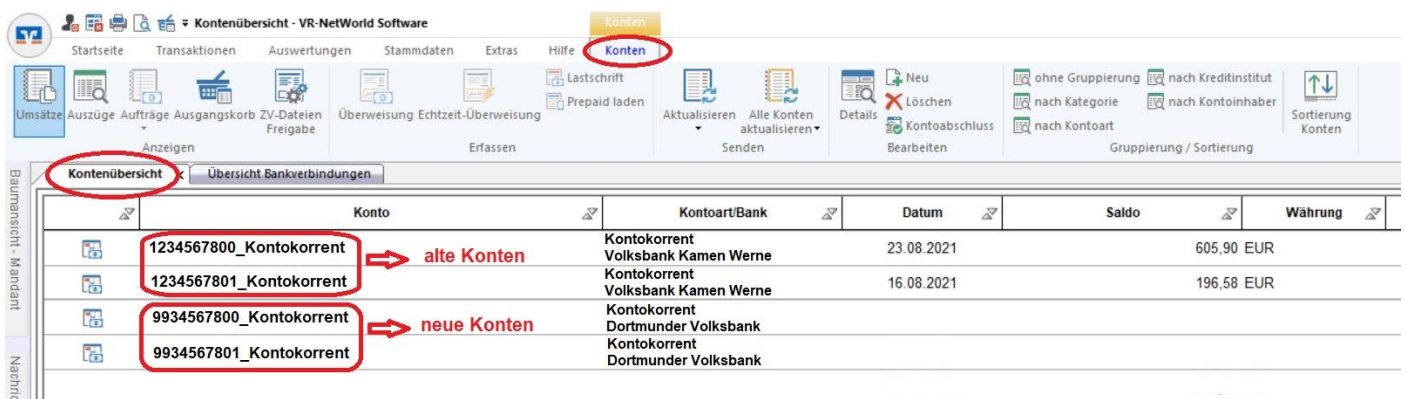 Kontenübersicht - VR-NetWorld Software
Konten
Startseite Transaktionen Auswertungen Stammdaten Extras Hilfe Konten
Umsätze Auszüge Aufträge Ausgangskorb ZV-Dateien Freigabe
Anzeigen
Überweisung Echtzeit-Überweisung
Lastschrift
Prepaid laden
Erfassen
Aktualisieren Alle Konten aktualisieren
Senden
Details
Neu
Löschen
Kontoabschluss
Bearbeiten
ohne Gruppierung nach Kreditinstitut
nach Kategorie nach Kontoinhaber
nach Kontoart
Sortierung Konten
Gruppierung / Sortierung
Baumansicht - Mandant
Kontenübersicht x Übersicht Bankverbindungen
Konto Kontoart/Bank Datum Saldo Währung
1234567800_Kontokorrent Kontokorrent 23.08.2021 605,90 EUR
Volksbank Kamen Werne
alte Konten
1234567801_Kontokorrent Kontokorrent 16.08.2021 196,58 EUR
Volksbank Kamen Werne
9934567800_Kontokorrent Kontokorrent
Dortmunder Volksbank
neue Konten
9934567801_Kontokorrent Kontokorrent
Dortmunder Volksbank